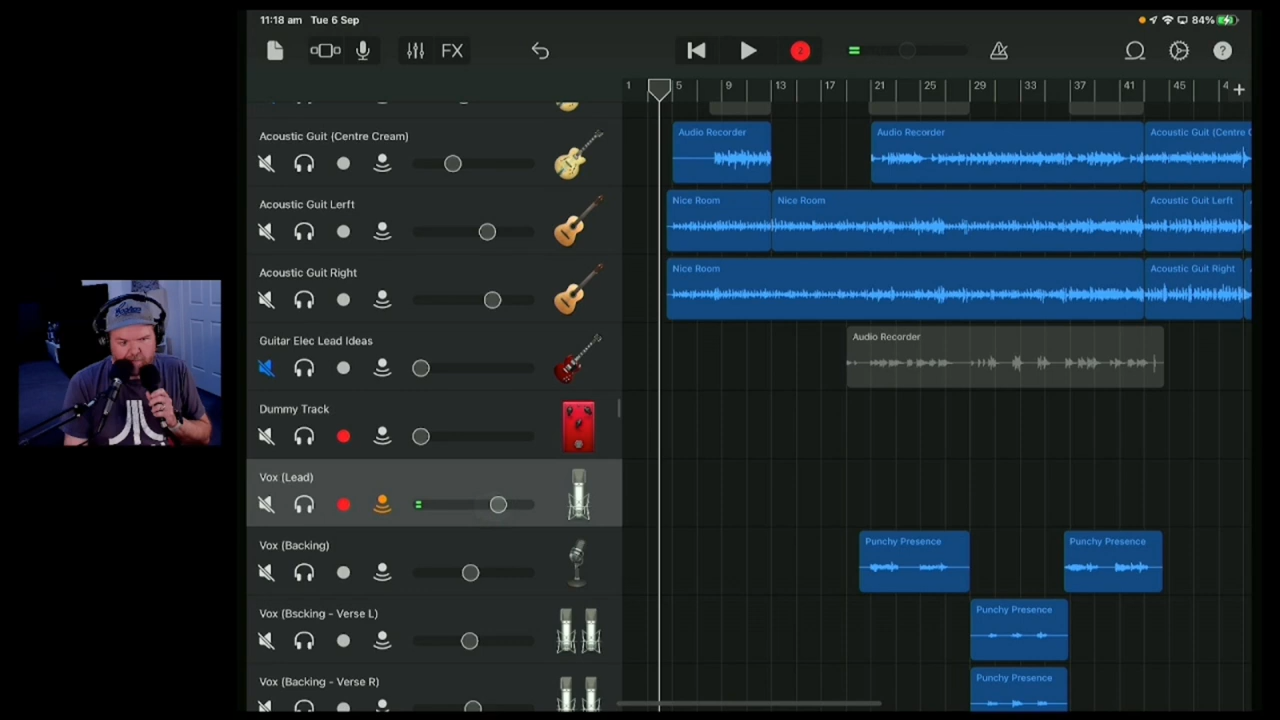 11:18 am Tue 6 Sep
84%
FX
2
?
1 5 9 13 17 21 25 29 33 37 41 45 4
Acoustic Guit (Centre Cream)
Audio Recorder
Audio Recorder
Acoustic Guit (Centre C
Acoustic Guit Lerft
Nice Room
Nice Room
Acoustic Guit Lerft
Acoustic Guit Right
Nice Room
Acoustic Guit Right
Guitar Elec Lead Ideas
Audio Recorder
Dummy Track
Vox (Lead)
Vox (Backing)
Punchy Presence
Punchy Presence
Vox (Bscking - Verse L)
Punchy Presence
Vox (Backing - Verse R)
Punchy Presence